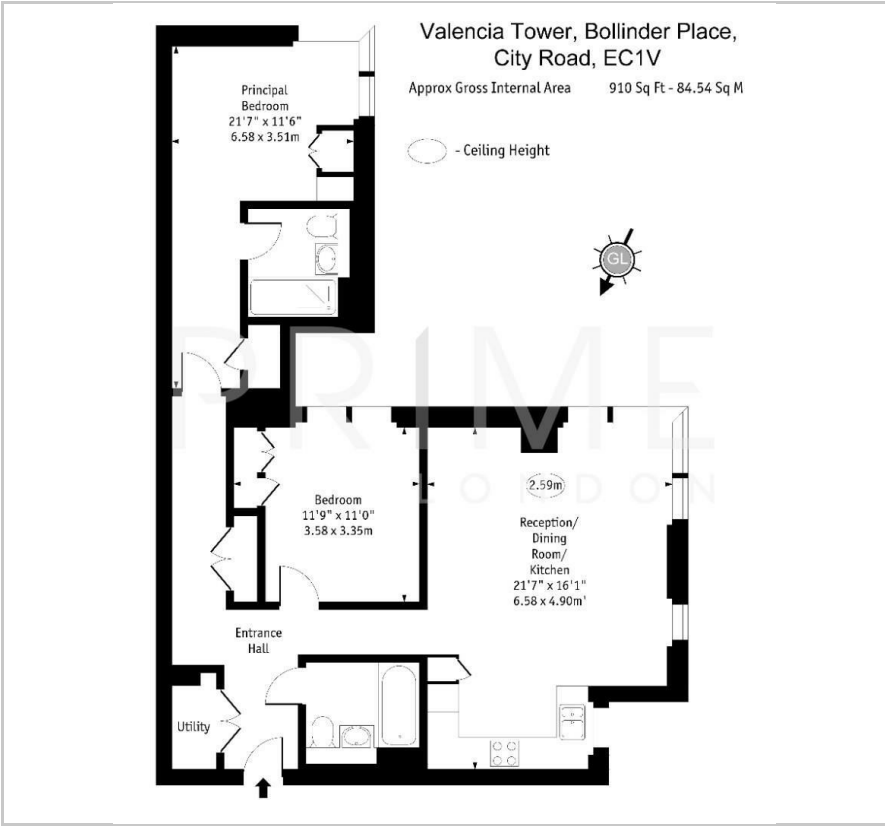 Valencia Tower, Bollinder Place,
City Road, EC1V
Approx Gross Internal Area 910 Sq Ft - 84.54 Sq M
- Ceiling Height
Principal
Bedroom
21'7" x 11'6"
6.58 x 3.51m
GL
PRIME
LONDON
Bedroom
11'9" x 11'0"
3.58 x 3.35m
2.59m
Reception/
Dining
Room/
Kitchen
21'7" x 16'1"
6.58 x 4.90m'
Entrance
Hall
Utility